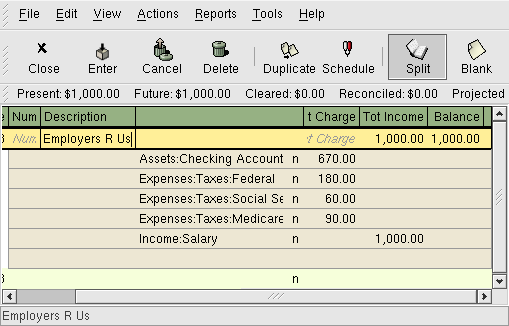 File Edit View Actions Reports Tools Help
Close Enter Cancel Delete Duplicate Schedule Split Blank
Present: $1,000.00 Future: $1,000.00 Cleared: $0.00 Reconciled: $0.00 Projected
e Num Description t Charge Tot Income Balance
3 Num Employers R Us t Charge 1,000.00 1,000.00
Assets:Checking Account n 670.00
Expenses:Taxes:Federal n 180.00
Expenses:Taxes:Social Se n 60.00
Expenses:Taxes:Medicare n 90.00
Income:Salary n 1,000.00
3 n
Employers R Us